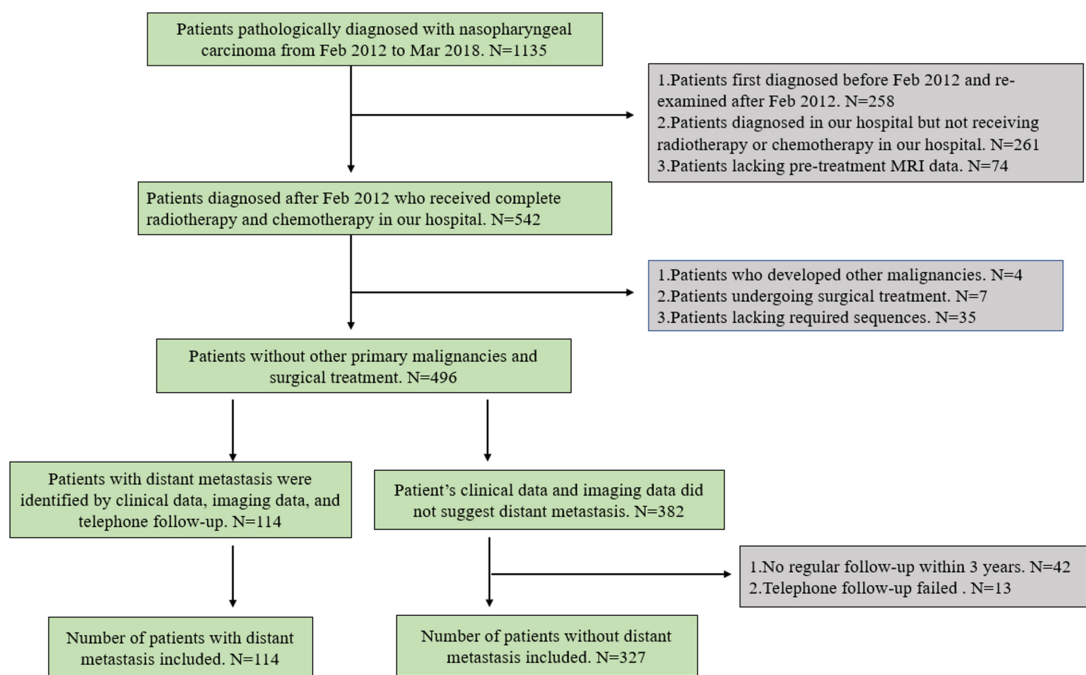 Patients pathologically diagnosed with nasopharyngeal
carcinoma from Feb 2012 to Mar 2018. N=1135
1.Patients first diagnosed before Feb 2012 and re-
examined after Feb 2012. N=258
2.Patients diagnosed in our hospital but not receiving
radiotherapy or chemotherapy in our hospital. N=261
3.Patients lacking pre-treatment MRI data. N=74
Patients diagnosed after Feb 2012 who received complete
radiotherapy and chemotherapy in our hospital. N=542
1.Patients who developed other malignancies. N=4
2.Patients undergoing surgical treatment. N=7
3.Patients lacking required sequences. N=35
Patients without other primary malignancies and
surgical treatment. N=496
Patients with distant metastasis were
identified by clinical data, imaging data, and
telephone follow-up. N=114
Patient's clinical data and imaging data did
not suggest distant metastasis. N=382
1.No regular follow-up within 3 years. N=42
2.Telephone follow-up failed . N=13
Number of patients with distant
metastasis included. N=114
Number of patients without distant
metastasis included. N=327